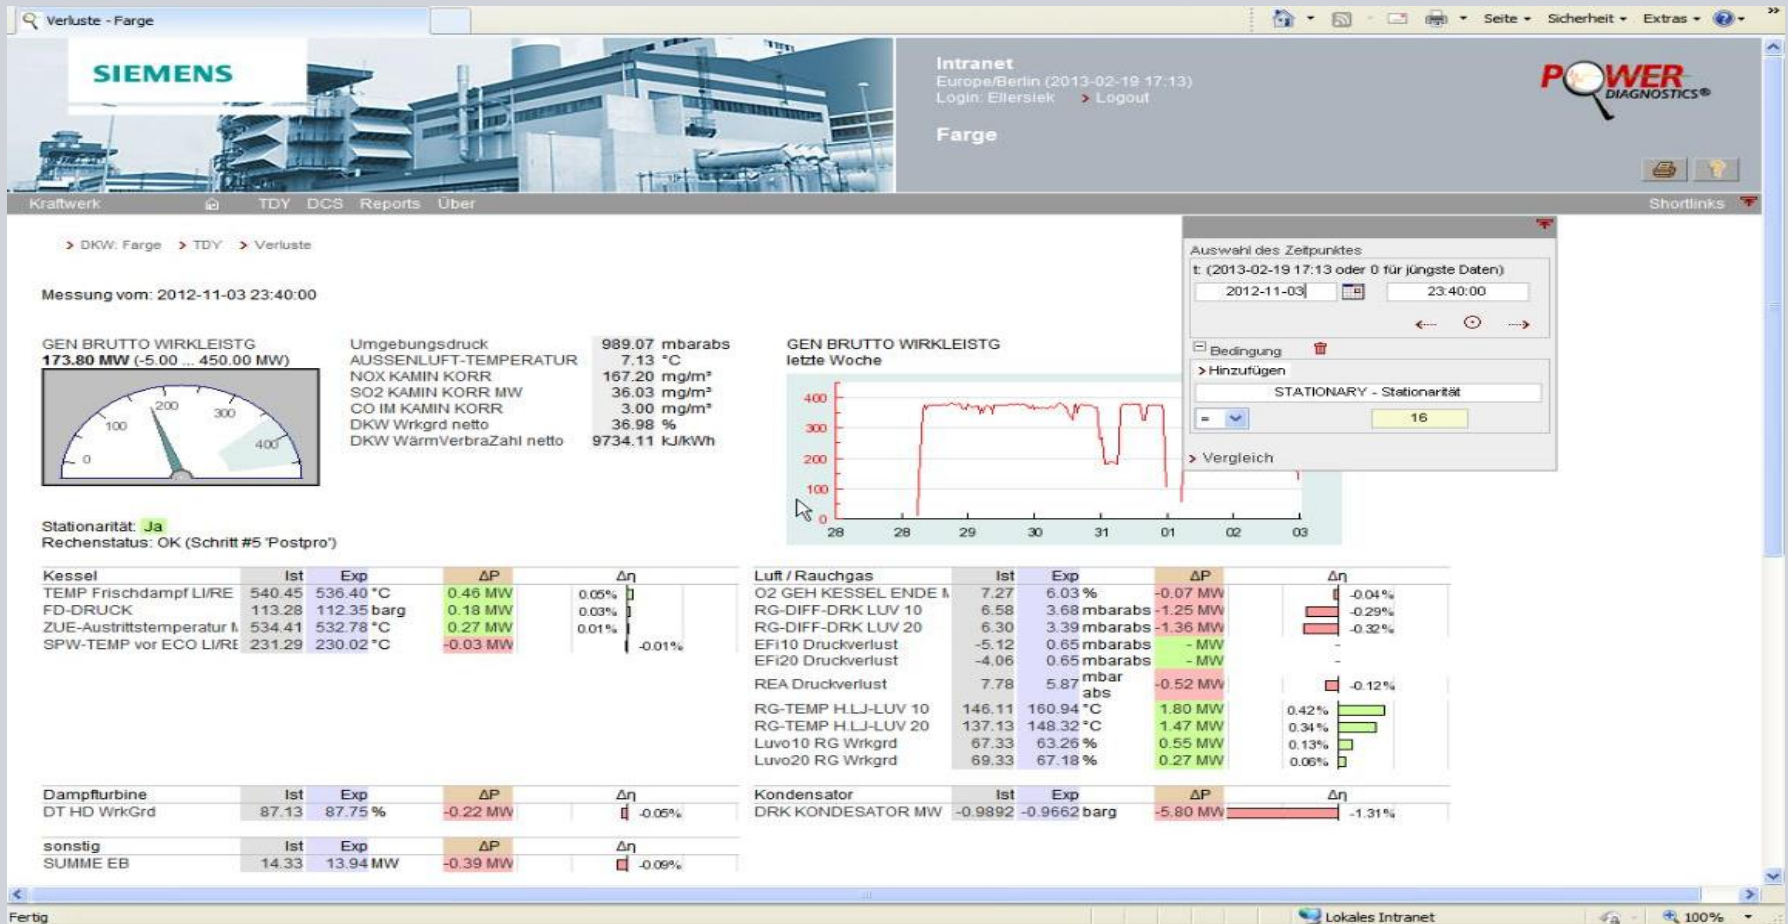 Verluste - Farge
Seite Sicherheit Extras »
SIEMENS
Intranet
Europe/Berlin (2013-02-19 17:13)
Login: Ellersiek > Logout
Farge
POWER
DIAGNOSTICS®
Kraftwerk TDY DCS Reports Über Shortlinks
> DKW: Farge > TDY > Verluste
Messung vom: 2012-11-03 23:40:00
Auswahl des Zeitpunktes
t: (2013-02-19 17:13 oder 0 für jüngste Daten)
2012-11-03 23:40:00
Bedingung
>Hinzufügen
STATIONARY - Stationarität
= 16
> Vergleich
GEN BRUTTO WIRKLEISTG
173.80 MW (-5.00 ... 450.00 MW)
0 100 200 300 400
Umgebungsdruck 989.07 mbarabs
AUSSENLUFT-TEMPERATUR 7.13 °C
NOX KAMIN KORR 167.20 mg/m³
SO2 KAMIN KORR MW 36.03 mg/m³
CO IM KAMIN KORR 3.00 mg/m³
DKW Wrkgrd netto 36.98 %
DKW WärmVerbraZahl netto 9734.11 kJ/kWh
GEN BRUTTO WIRKLEISTG
letzte Woche
400
300
200
100
0
28 28 29 30 31 01 02 03
Stationarität: Ja
Rechenstatus: OK (Schritt #5 'Postpro')
Kessel Ist Exp ΔP Δη
TEMP Frischdampf LI/RE 540.45 536.40 °C 0.46 MW 0.05%
FD-DRUCK 113.28 112.35 barg 0.18 MW 0.03%
ZUE-Austrittstemperatur 534.41 532.78 °C 0.27 MW 0.01%
SPW-TEMP vor ECO LI/RE 231.29 230.02 °C -0.03 MW -0.01%
Luft / Rauchgas Ist Exp ΔP Δη
O2 GEH KESSEL ENDE 7.27 6.03 % -0.07 MW -0.04%
RG-DIFF-DRK LUV 10 6.58 3.68 mbarabs -1.25 MW -0.29%
RG-DIFF-DRK LUV 20 6.30 3.39 mbarabs -1.36 MW -0.32%
EFi10 Druckverlust -5.12 0.65 mbarabs - MW -
EFi20 Druckverlust -4.06 0.65 mbarabs - MW -
REA Druckverlust 7.78 5.87 mbar abs -0.52 MW -0.12%
RG-TEMP H.LJ-LUV 10 146.11 160.94 °C 1.80 MW 0.42%
RG-TEMP H.LJ-LUV 20 137.13 148.32 °C 1.47 MW 0.34%
Luvo10 RG Wrkgrd 67.33 63.26 % 0.55 MW 0.13%
Luvo20 RG Wrkgrd 69.33 67.18 % 0.27 MW 0.06%
Dampfturbine Ist Exp ΔP Δη
DT HD WrkGrd 87.13 87.75 % -0.22 MW -0.05%
Kondensator Ist Exp ΔP Δη
DRK KONDESATOR MW -0.9892 -0.9662 barg -5.80 MW -1.31%
sonstig Ist Exp ΔP Δη
SUMME EB 14.33 13.94 MW -0.39 MW -0.09%
Fertig Lokales Intranet 100%